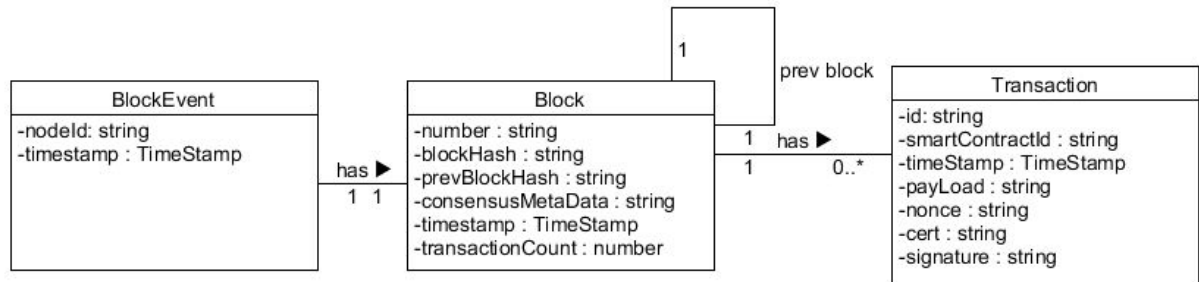 BlockEvent
-nodeId: string
-timestamp : TimeStamp
has ▶
1 1
Block
-number : string
-blockHash : string
-prevBlockHash : string
-consensusMetaData : string
-timestamp : TimeStamp
-transactionCount : number
1
prev block
1
has ▶
1
0..*
Transaction
-id: string
-smartContractId : string
-timeStamp : TimeStamp
-payLoad : string
-nonce : string
-cert : string
-signature : string